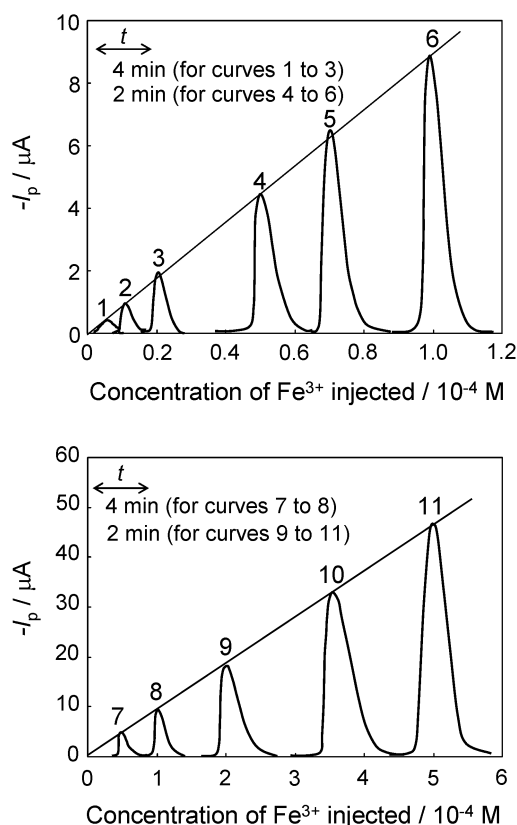 10
8
6
4
2
0
-Ip / μA
t
4 min (for curves 1 to 3)
2 min (for curves 4 to 6)
1
2
3
4
5
6
0 0.2 0.4 0.6 0.8 1.0 1.2
Concentration of Fe³⁺ injected / 10⁻⁴ M
60
50
40
30
20
10
0
-Ip / μA
t
4 min (for curves 7 to 8)
2 min (for curves 9 to 11)
7
8
9
10
11
0 1 2 3 4 5 6
Concentration of Fe³⁺ injected / 10⁻⁴ M